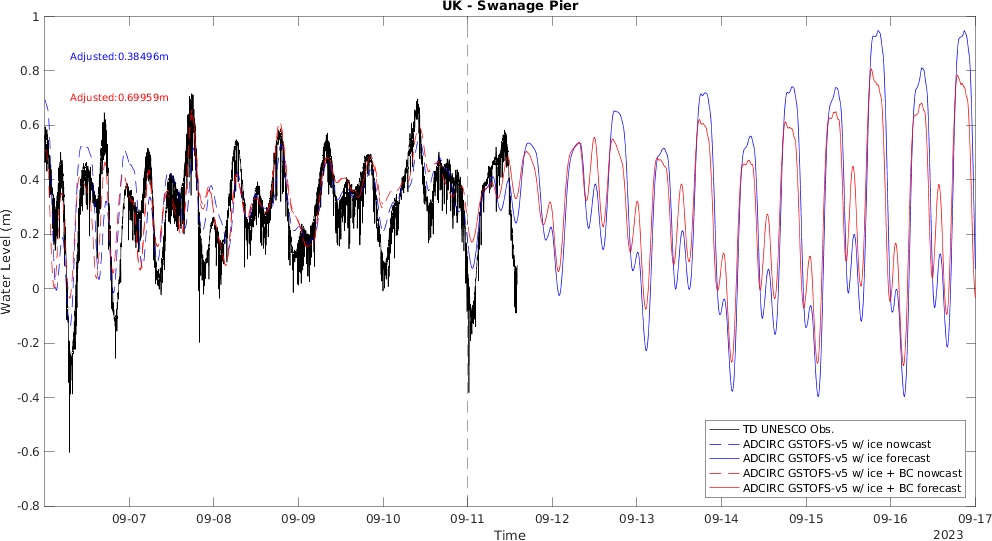 UK - Swanage Pier
1
0.8
0.6
0.4
0.2
0
-0.2
-0.4
-0.6
-0.8
Water Level (m)
Adjusted:0.38496m
Adjusted:0.69959m
TD UNESCO Obs.
ADCIRC GSTOFS-v5 w/ ice nowcast
ADCIRC GSTOFS-v5 w/ ice forecast
ADCIRC GSTOFS-v5 w/ ice + BC nowcast
ADCIRC GSTOFS-v5 w/ ice + BC forecast
09-07 09-08 09-09 09-10 09-11 09-12 09-13 09-14 09-15 09-16 09-17
Time
2023